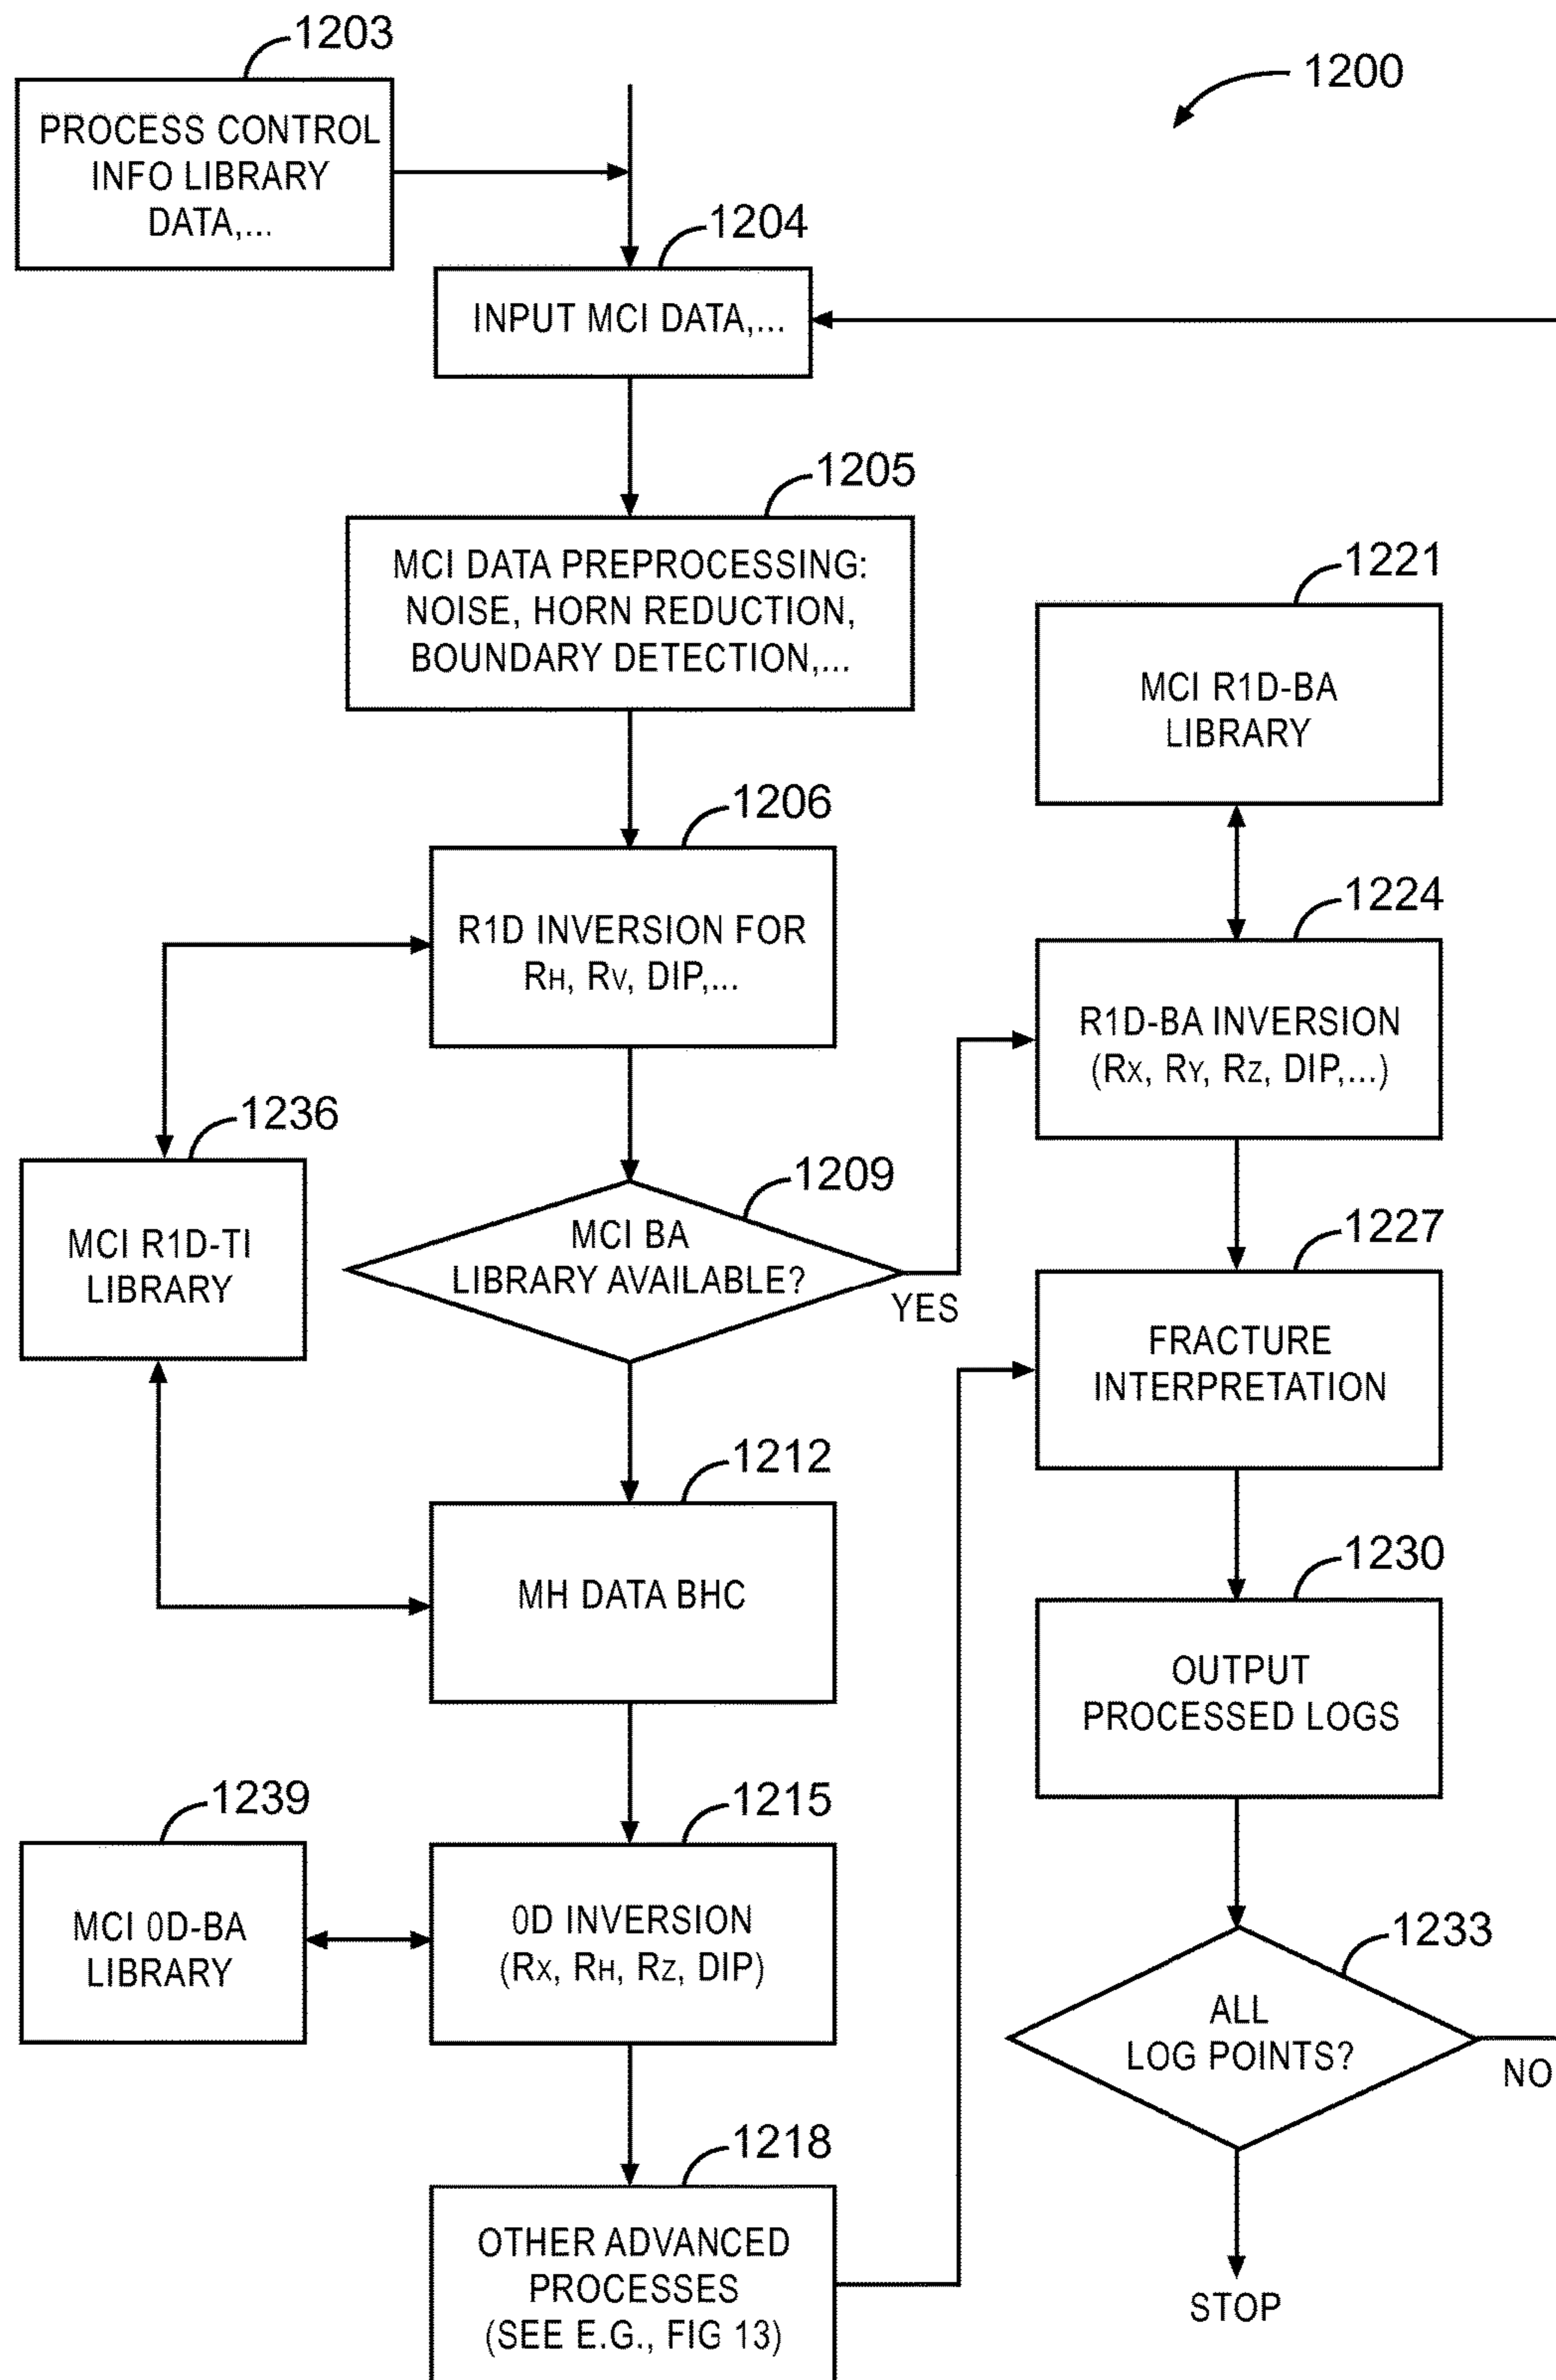 1203
1200
PROCESS CONTROL
INFO LIBRARY
DATA,...
1204
INPUT MCI DATA,...
1205
MCI DATA PREPROCESSING:
NOISE, HORN REDUCTION,
BOUNDARY DETECTION,...
1206
R1D INVERSION FOR
RH, RV, DIP,...
1236
MCI R1D-TI
LIBRARY
1209
MCI BA
LIBRARY AVAILABLE?
YES
1212
MH DATA BHC
1239
MCI 0D-BA
LIBRARY
1215
0D INVERSION
(RX, RH, RZ, DIP)
1218
OTHER ADVANCED
PROCESSES
(SEE E.G., FIG 13)
1221
MCI R1D-BA
LIBRARY
1224
R1D-BA INVERSION
(RX, RY, RZ, DIP,...)
1227
FRACTURE
INTERPRETATION
1230
OUTPUT
PROCESSED LOGS
1233
ALL
LOG POINTS?
NO
STOP